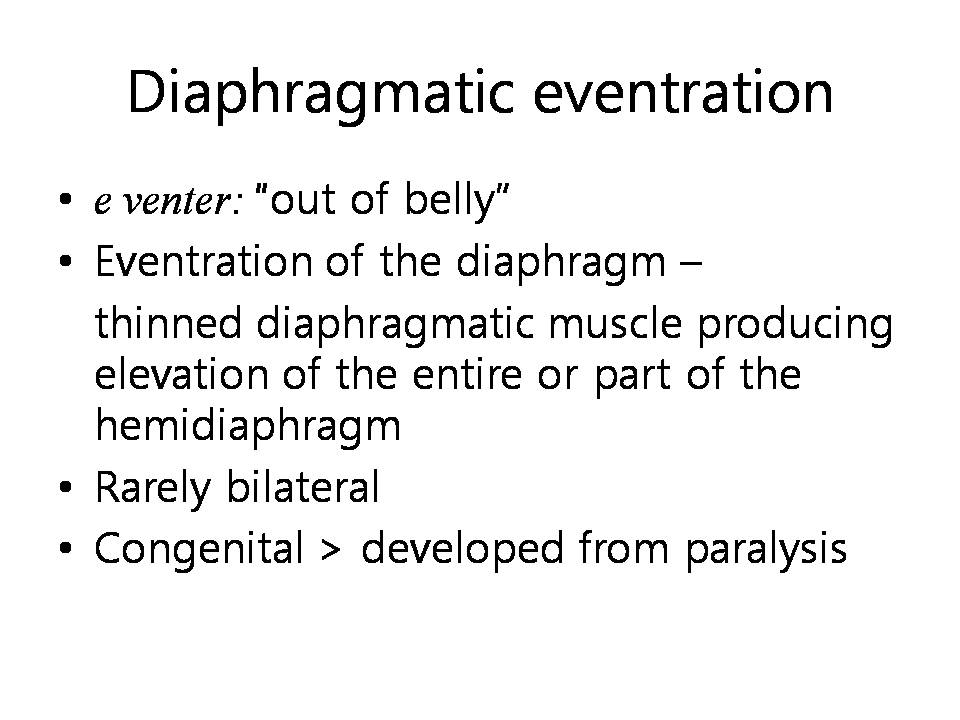 Diaphragmatic eventration
• e venter: "out of belly"
• Eventration of the diaphragm –
thinned diaphragmatic muscle producing
elevation of the entire or part of the
hemidiaphragm
• Rarely bilateral
• Congenital > developed from paralysis